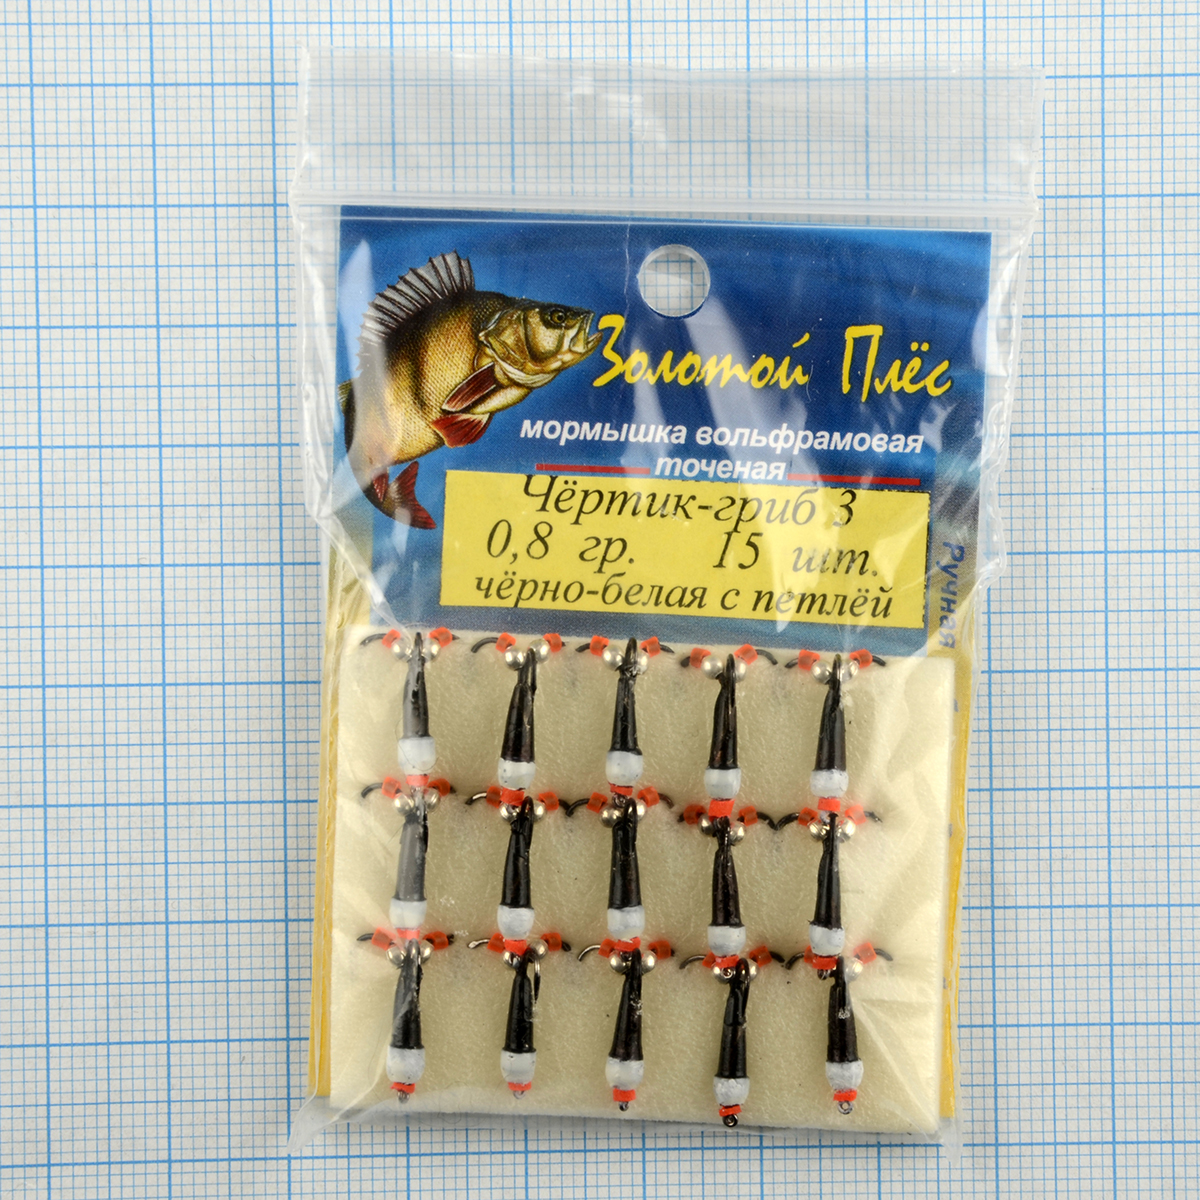 Золотой Плёс
мормышка вольфрамовая
точеная
Чёртик-гриб 3
0,8 гр. 15 шт.
чёрно-белая с петлёй
Ручная